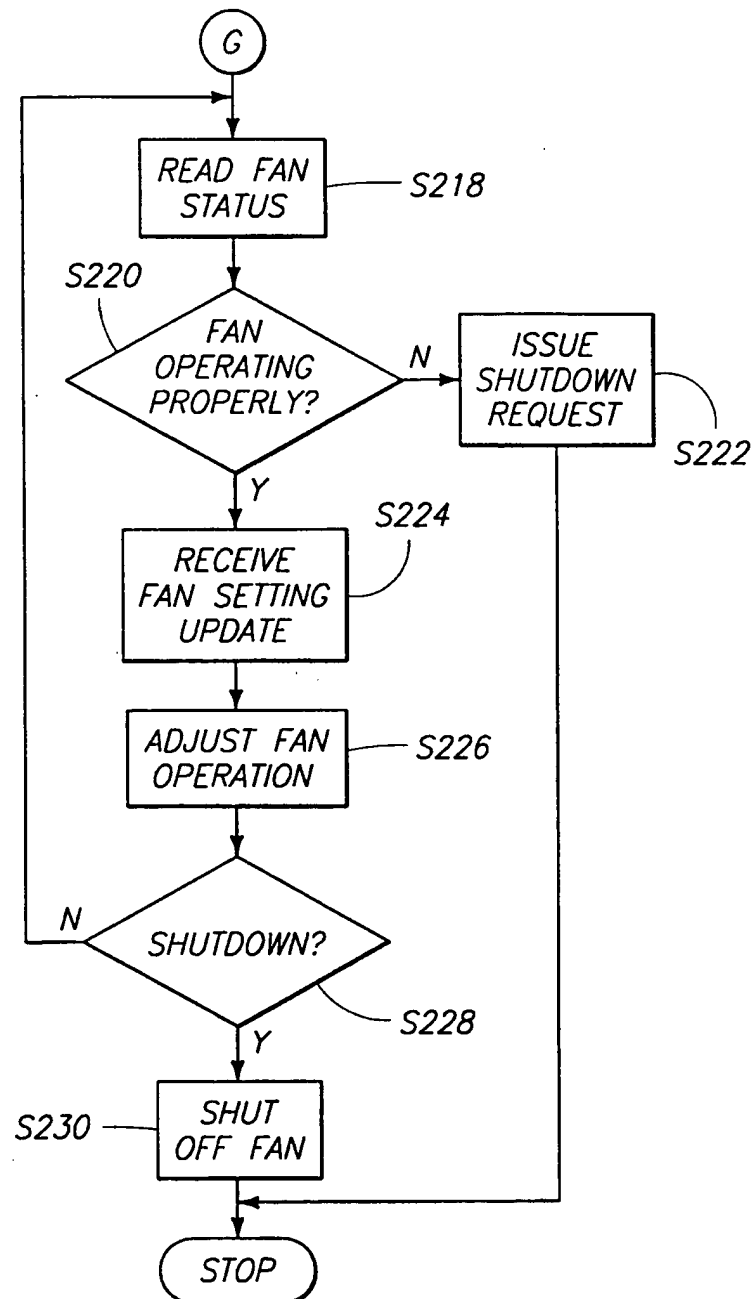 G
READ FAN
STATUS
S218
S220
FAN
OPERATING
PROPERLY?
N
ISSUE
SHUTDOWN
REQUEST
S222
Y
S224
RECEIVE
FAN SETTING
UPDATE
ADJUST FAN
OPERATION
S226
N
SHUTDOWN?
S228
Y
S230
SHUT
OFF FAN
STOP